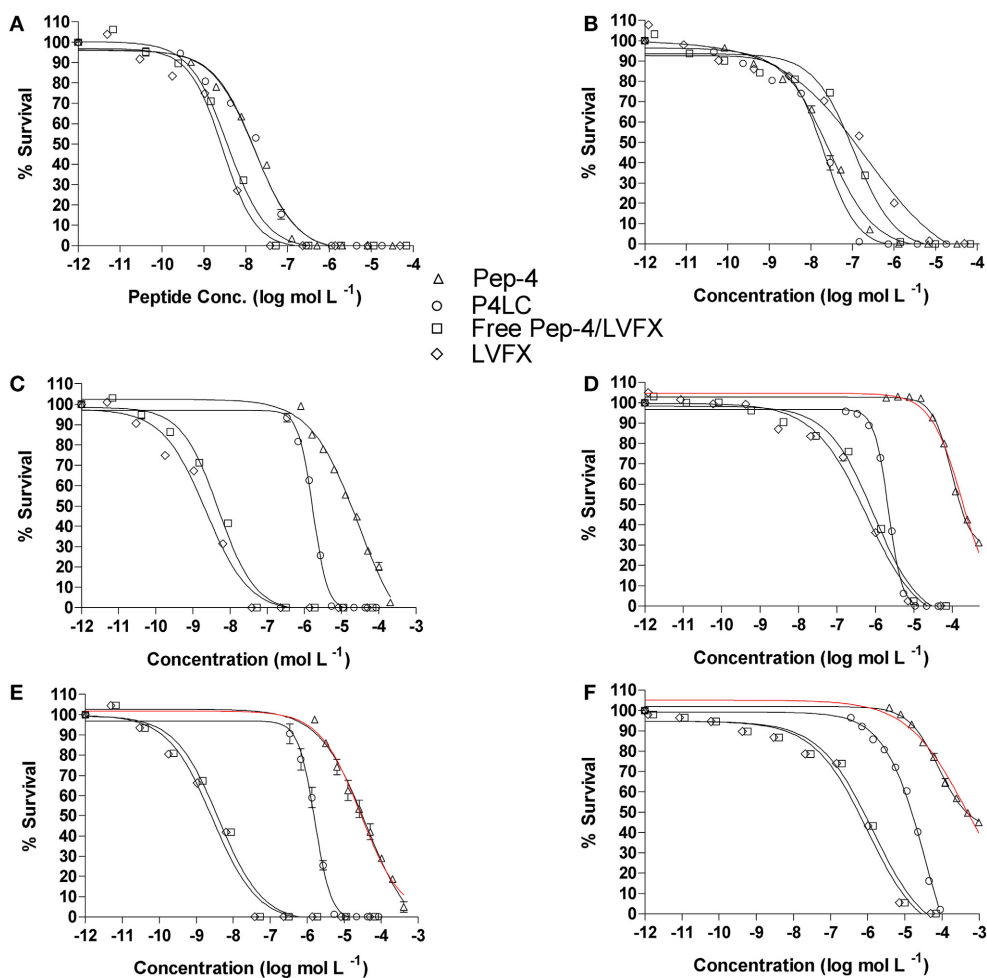 A
110
100
90
80
70
60
50
40
30
20
10
0
% Survival
-12 -11 -10 -9 -8 -7 -6 -5 -4
Peptide Conc. (log mol L -1)
B
110
100
90
80
70
60
50
40
30
20
10
0
% Survival
-12 -11 -10 -9 -8 -7 -6 -5 -4
Concentration (log mol L -1)
Pep-4
P4LC
Free Pep-4/LVFX
LVFX
C
110
100
90
80
70
60
50
40
30
20
10
0
% Survival
-12 -11 -10 -9 -8 -7 -6 -5 -4 -3
Concentration (mol L -1)
D
110
100
90
80
70
60
50
40
30
20
10
0
% Survival
-12 -11 -10 -9 -8 -7 -6 -5 -4
Concentration (log mol L -1)
E
110
100
90
80
70
60
50
40
30
20
10
0
% Survival
-12 -11 -10 -9 -8 -7 -6 -5 -4 -3
Concentration (log mol L -1)
F
110
100
90
80
70
60
50
40
30
20
10
0
% Survival
-12 -11 -10 -9 -8 -7 -6 -5 -4 -3
Concentration (log mol L -1)